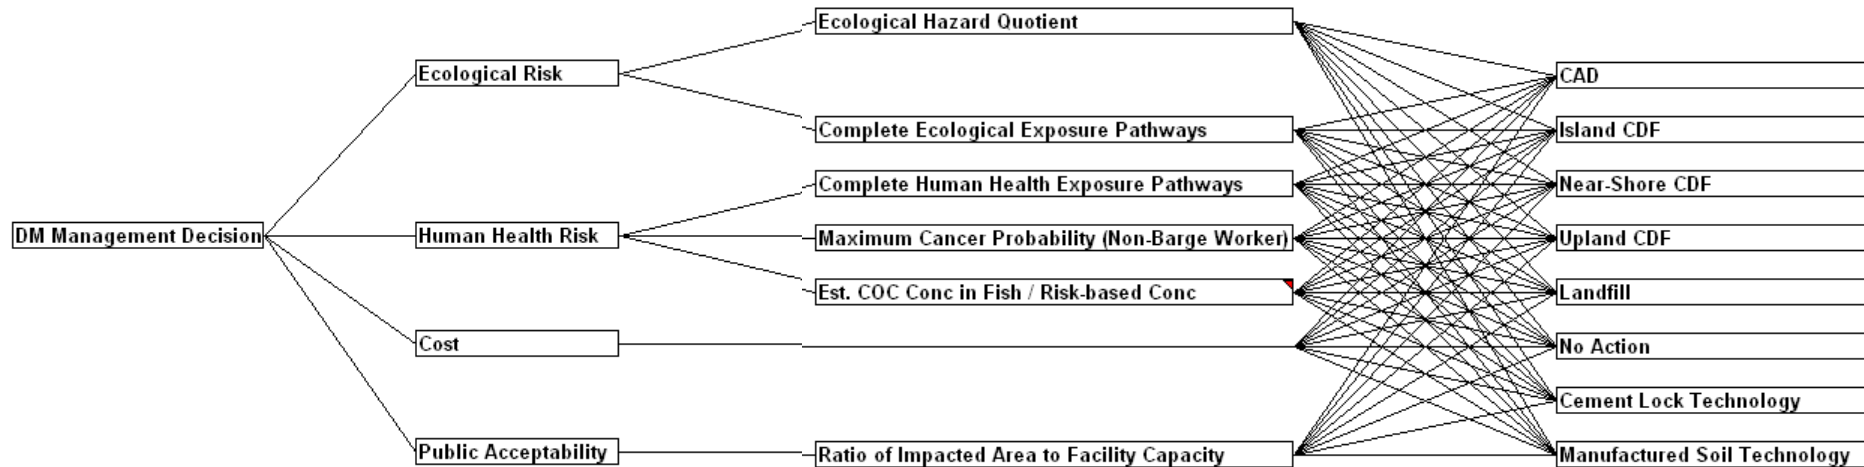 DM Management Decision
Ecological Risk
Human Health Risk
Cost
Public Acceptability
Ecological Hazard Quotient
Complete Ecological Exposure Pathways
Complete Human Health Exposure Pathways
Maximum Cancer Probability (Non-Barge Worker)
Est. COC Conc in Fish / Risk-based Conc
Ratio of Impacted Area to Facility Capacity
CAD
Island CDF
Near-Shore CDF
Upland CDF
Landfill
No Action
Cement Lock Technology
Manufactured Soil Technology